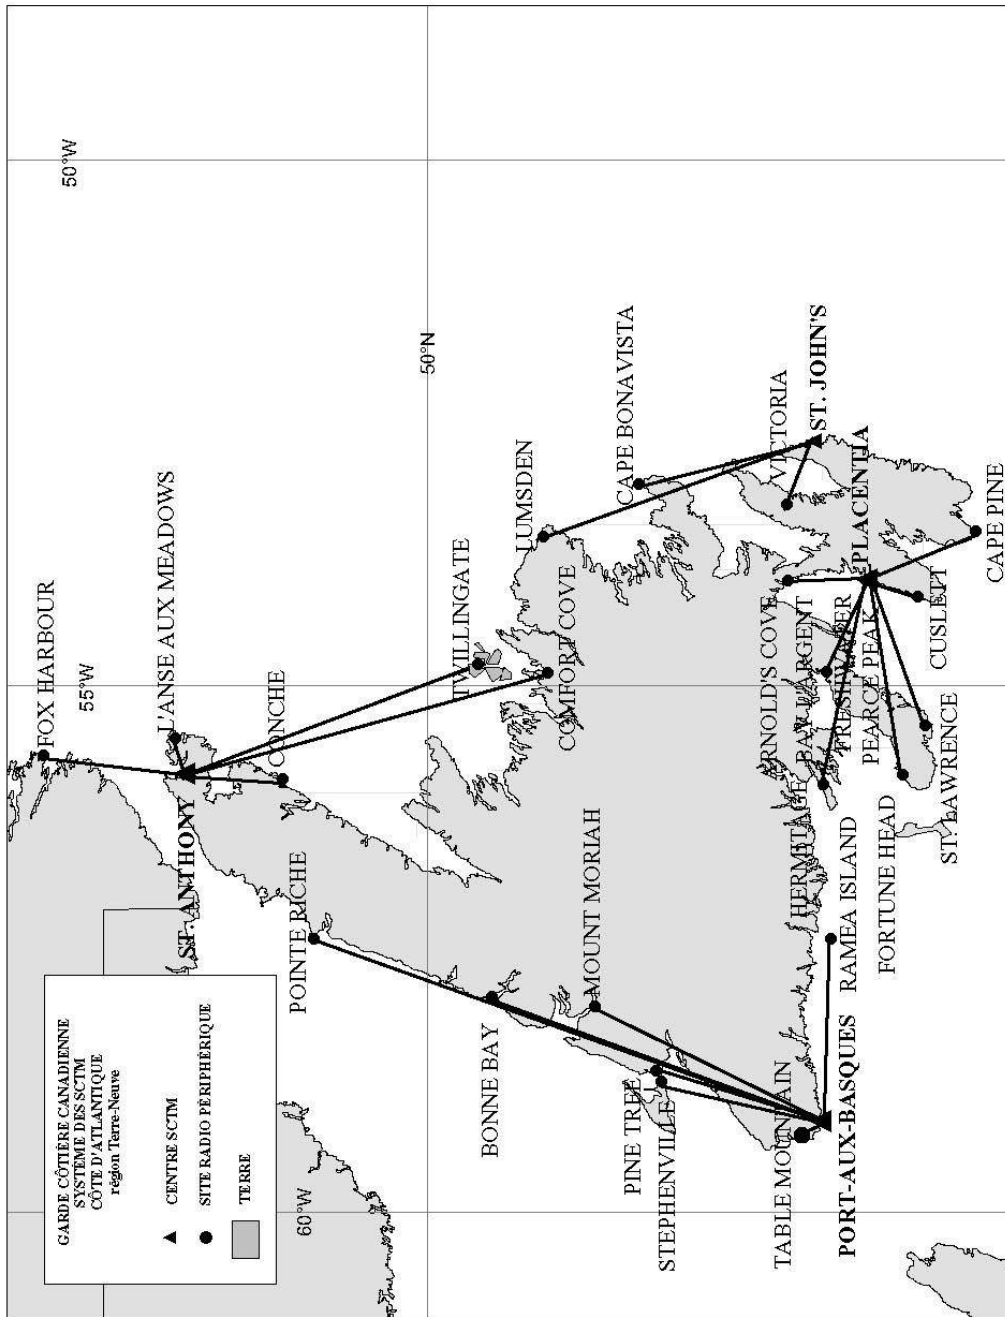 GARDE CÔTIÈRE CANADIENNE
SYSTÈME DES SCTM
CÔTE D'ATLANTIQUE
région Terre-Neuve
CENTRE SCTM
SITE RADIO PÉRIPHÉRIQUE
TERRE
60°W
55°W
50°W
50°N
FOX HARBOUR
L'ANSE AUX MEADOWS
ST. ANTHONY
CONCHE
POINTE RICHE
TWILLINGATE
LUMSDEN
COMFORT COVE
BONNE BAY
MOUNT MORIAH
PINE TREE
STEPHENVILLE
TABLE MOUNTAIN
PORT-AUX-BASQUES
CAPE BONAVISTA
VICTORIA
ST. JOHN'S
ARNOLD'S COVE
BAY L'ARGENT
FRESHWATER
PEARCE PEAK
PLACENTIA
HERMITAGE
RAMEA ISLAND
FORTUNE HEAD
ST. LAWRENCE
CUSLETT
CAPE PINE